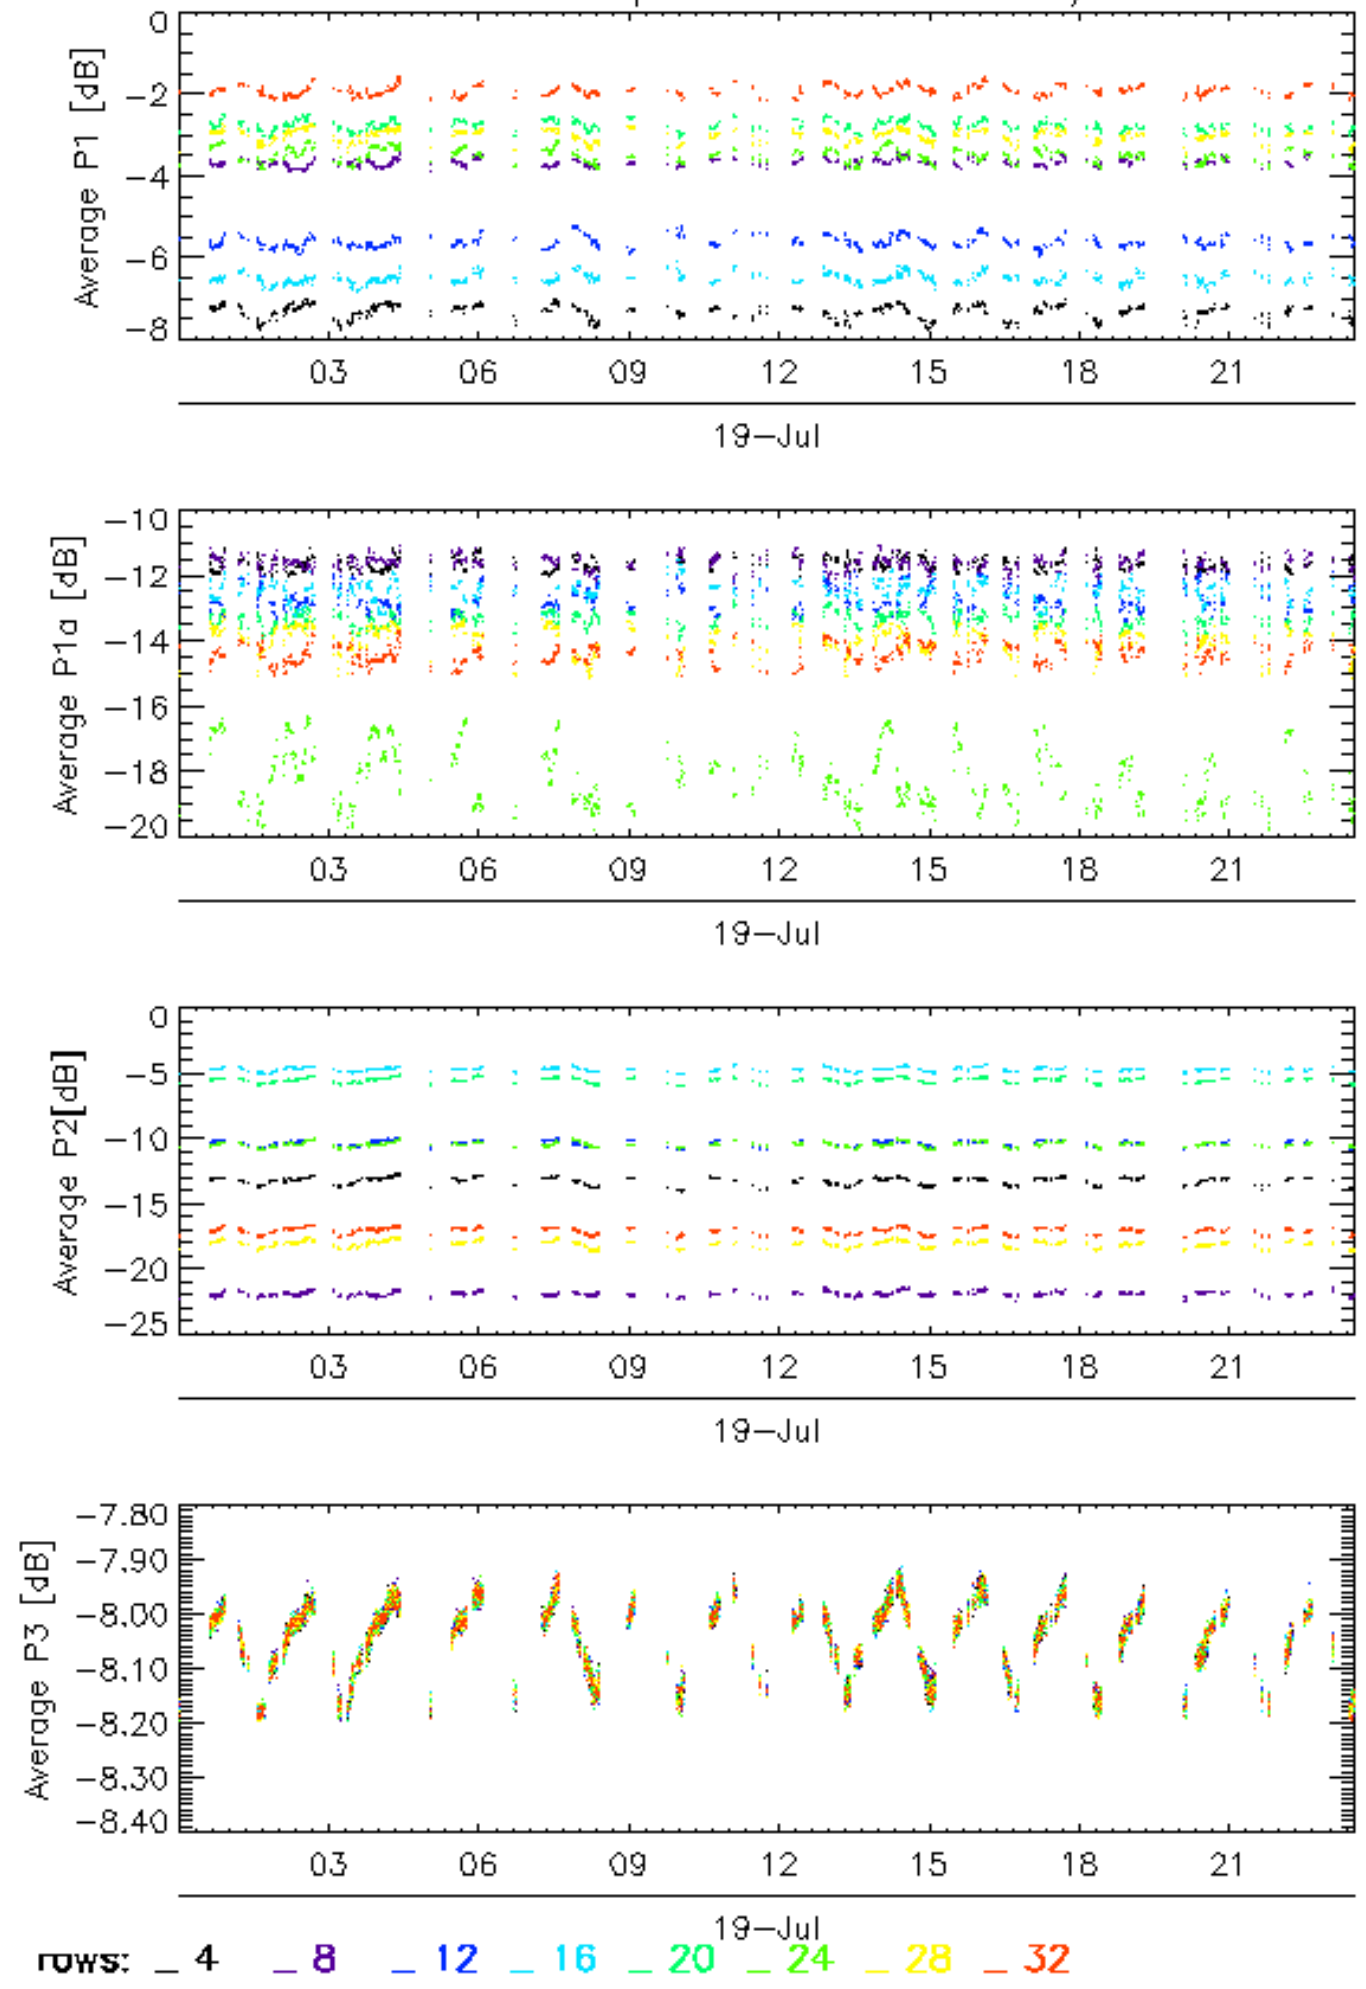 0
Average P1 [dB]
−2
−4
−6
−8
03 06 09 12 15 18 21
19−Jul
−10
Average P1a [dB]
−12
−14
−16
−18
−20
03 06 09 12 15 18 21
19−Jul
0
Average P2[dB]
−5
−10
−15
−20
−25
03 06 09 12 15 18 21
19−Jul
−7.80
Average P3 [dB]
−7.90
−8.00
−8.10
−8.20
−8.30
−8.40
03 06 09 12 15 18 21
19−Jul
rows: _ 4 _ 8 _ 12 _ 16 _ 20 _ 24 _ 28 _ 32